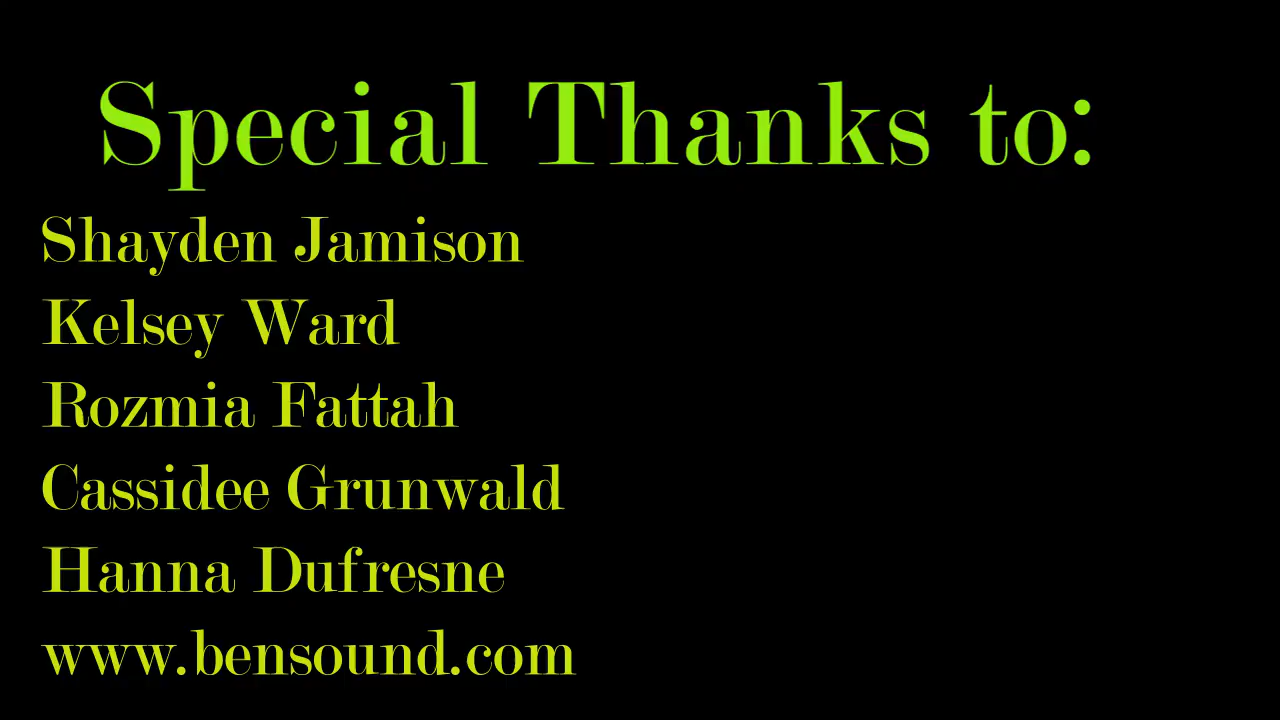 Special Thanks to:
Shayden Jamison
Kelsey Ward
Rozmia Fattah
Cassidee Grunwald
Hanna Dufresne
www.bensound.com